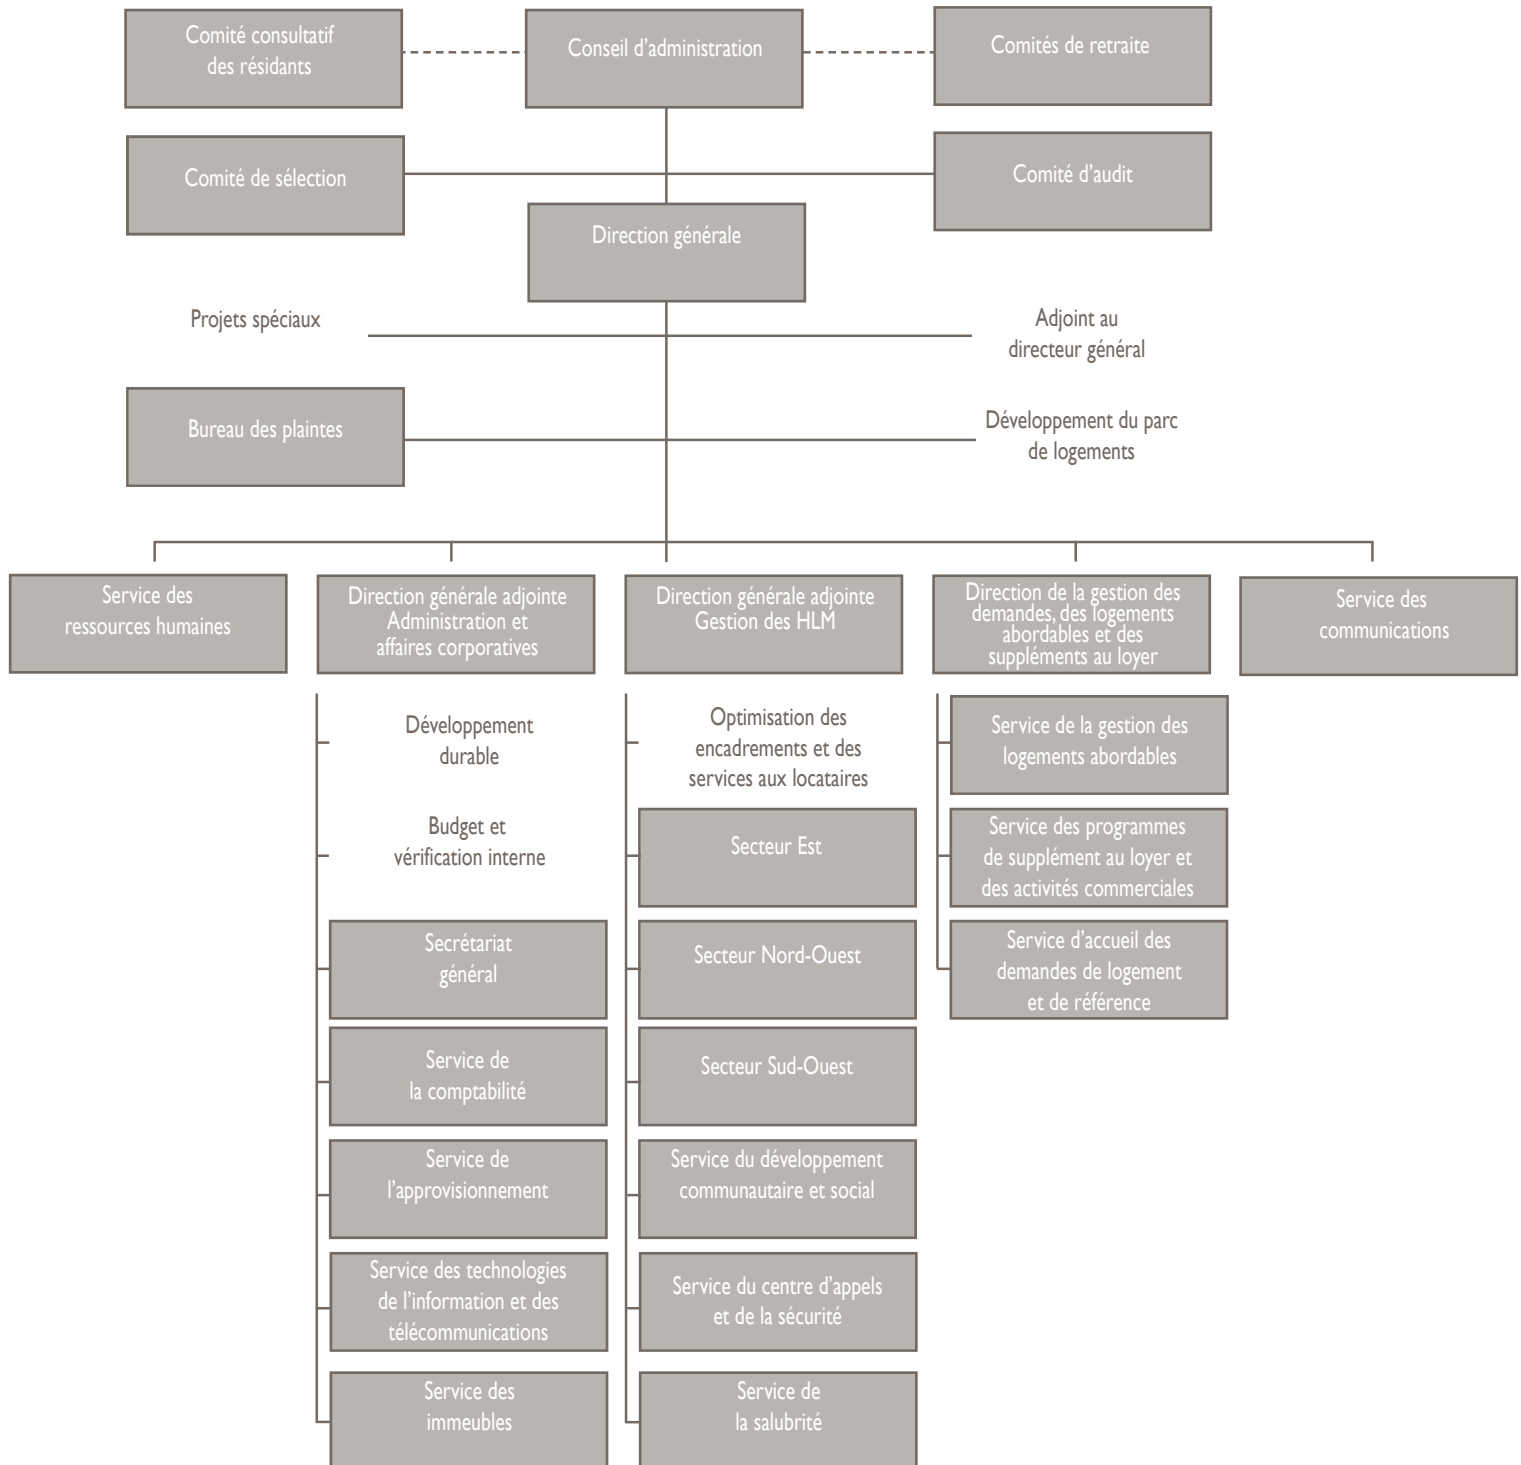 Comité consultatif
des résidants
Conseil d'administration
Comités de retraite
Comité de sélection
Comité d'audit
Direction générale
Projets spéciaux
Adjoint au
directeur général
Bureau des plaintes
Développement du parc
de logements
Service des
ressources humaines
Direction générale adjointe
Administration et
affaires corporatives
Direction générale adjointe
Gestion des HLM
Direction de la gestion des
demandes, des logements
abordables et des
suppléments au loyer
Service des
communications
Développement
durable
Budget et
vérification interne
Secrétariat
général
Service de
la comptabilité
Service de
l'approvisionnement
Service des technologies
de l'information et des
télécommunications
Service des
immeubles
Optimisation des
encadrements et des
services aux locataires
Secteur Est
Secteur Nord-Ouest
Secteur Sud-Ouest
Service du développement
communautaire et social
Service du centre d'appels
et de la sécurité
Service de
la salubrité
Service de la gestion des
logements abordables
Service des programmes
de supplément au loyer et
des activités commerciales
Service d'accueil des
demandes de logement
et de référence